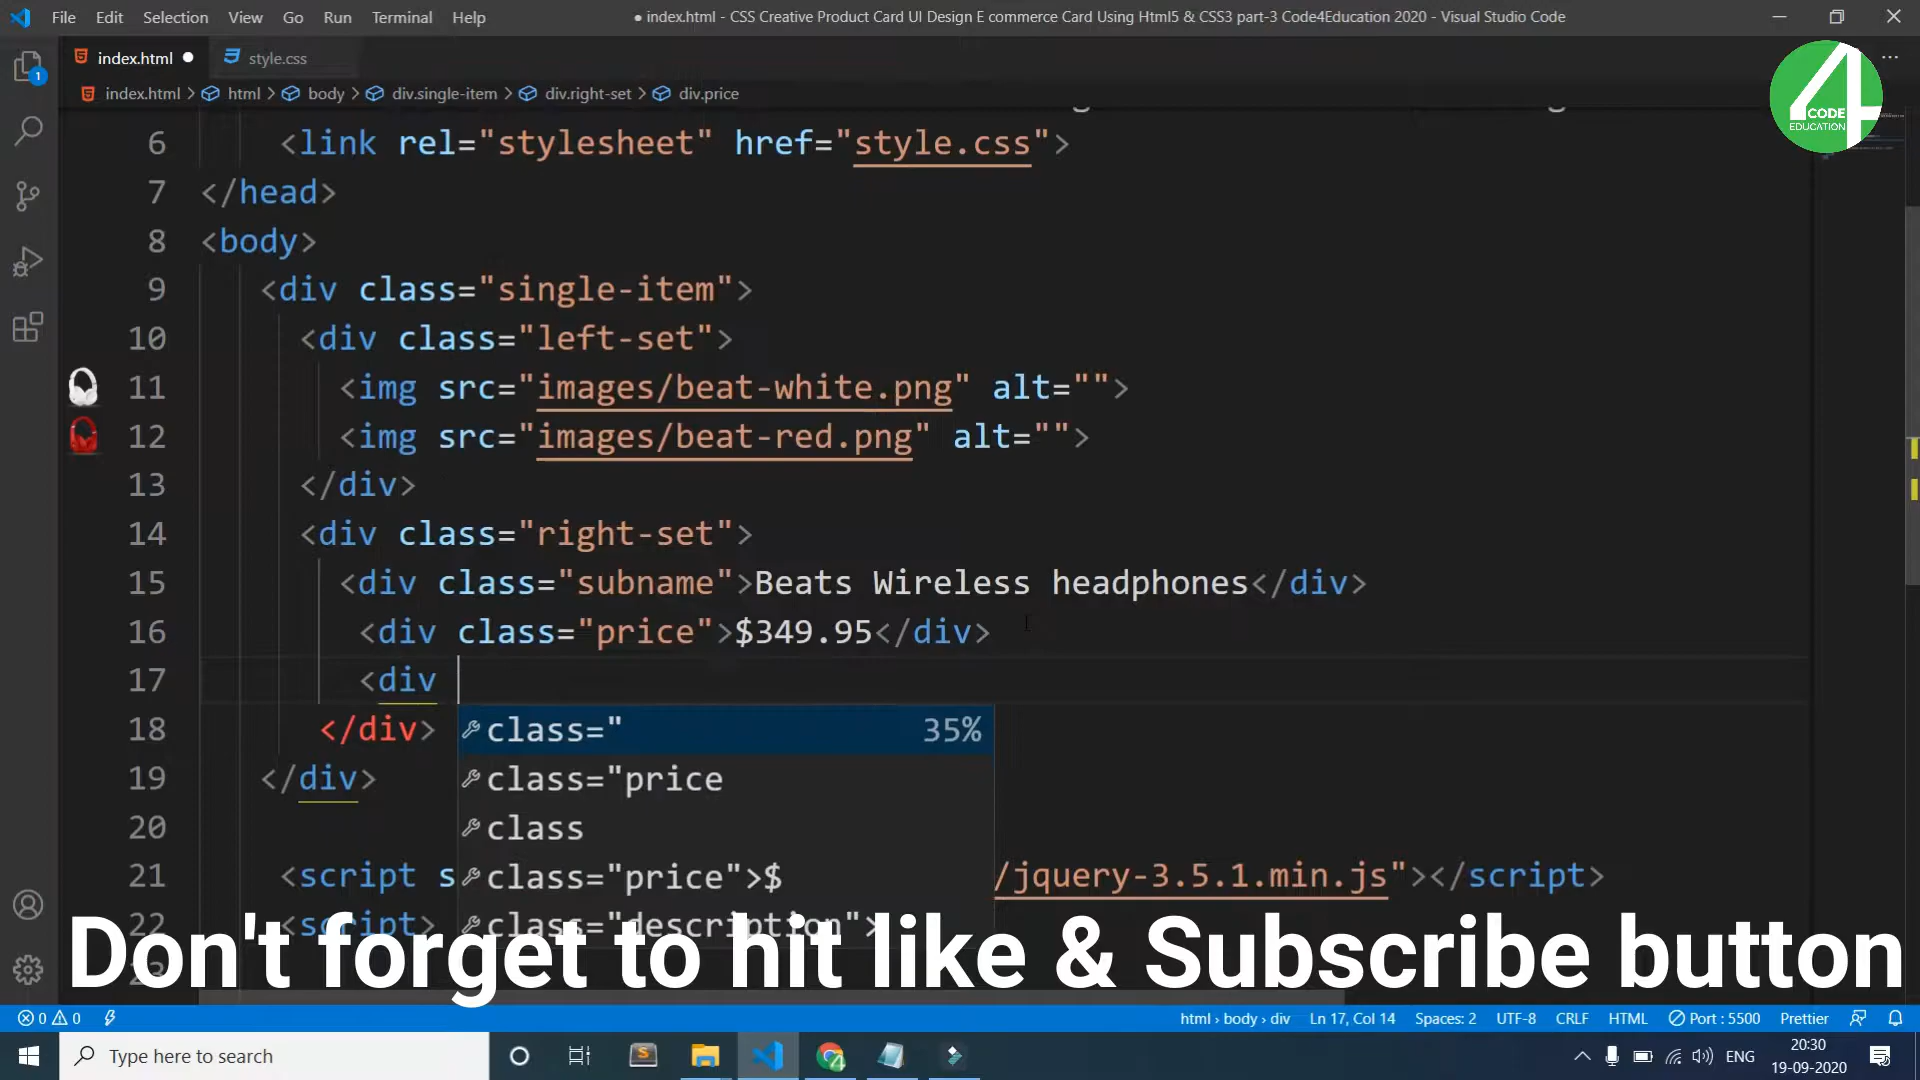 File Edit Selection View Go Run Terminal Help
● index.html - CSS Creative Product Card UI Design E commerce Card Using Html5 & CSS3 part-3 Code4Education 2020 - Visual Studio Code
index.html ● style.css
index.html > html > body > div.single-item > div.right-set > div.price
4 CODE EDUCATION
1
6 <link rel="stylesheet" href="style.css">
7 </head>
8 <body>
9 <div class="single-item">
10 <div class="left-set">
11 <img src="images/beat-white.png" alt="">
12 <img src="images/beat-red.png" alt="">
13 </div>
14 <div class="right-set">
15 <div class="subname">Beats Wireless headphones</div>
16 <div class="price">$349.95</div>
17 <div
18 </div>
class=" 35%
19 </div>
class="price
20
class
21 <script s
class="price">$
/jquery-3.5.1.min.js"></script>
22 <script>
class="description">
Don't forget to hit like & Subscribe button
0 0
html > body > div Ln 17, Col 14 Spaces: 2 UTF-8 CRLF HTML Port : 5500 Prettier
Type here to search
ENG
20:30
19-09-2020